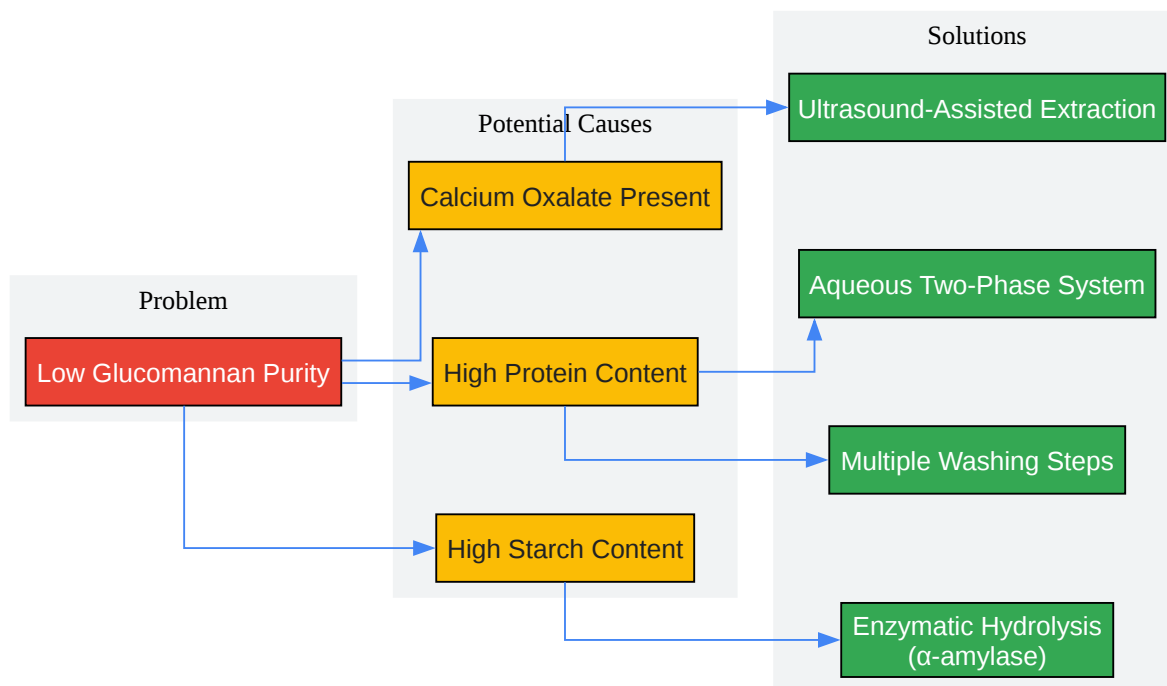 Problem
Low Glucomannan Purity
Potential Causes
Calcium Oxalate Present
High Protein Content
High Starch Content
Solutions
Ultrasound-Assisted Extraction
Aqueous Two-Phase System
Multiple Washing Steps
Enzymatic Hydrolysis
(α-amylase)